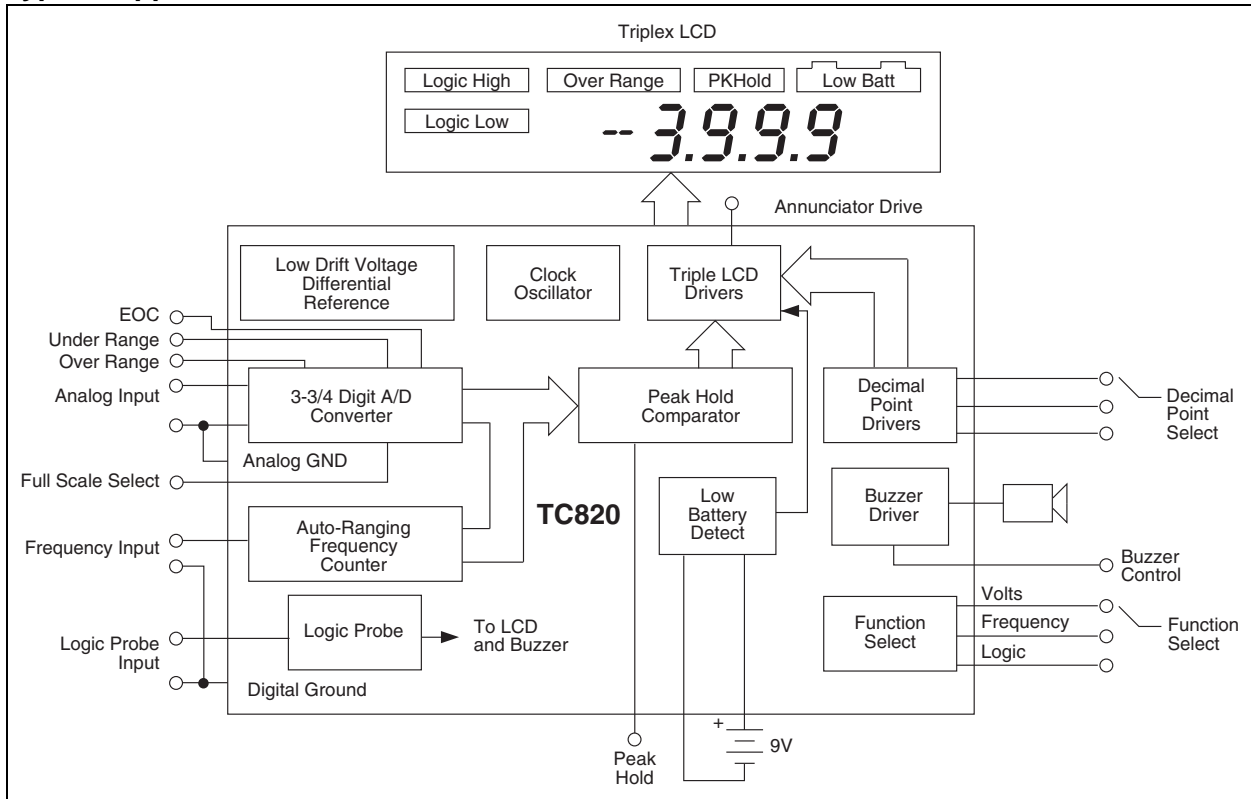 Triplex LCD
Logic High
Over Range
PKHold
Low Batt
Logic Low
--3.9.9.9
Annunciator Drive
Low Drift Voltage
Differential
Reference
Clock
Oscillator
Triple LCD
Drivers
EOC
Under Range
Over Range
Analog Input
3-3/4 Digit A/D
Converter
Peak Hold
Comparator
Decimal
Point
Drivers
Decimal
Point
Select
Analog GND
Full Scale Select
TC820
Low
Battery
Detect
Buzzer
Driver
Auto-Ranging
Frequency
Counter
Frequency Input
Buzzer
Control
Logic Probe
To LCD
and Buzzer
Logic Probe
Input
Function
Select
Volts
Frequency
Logic
Function
Select
Digital Ground
Peak
Hold
+
9V